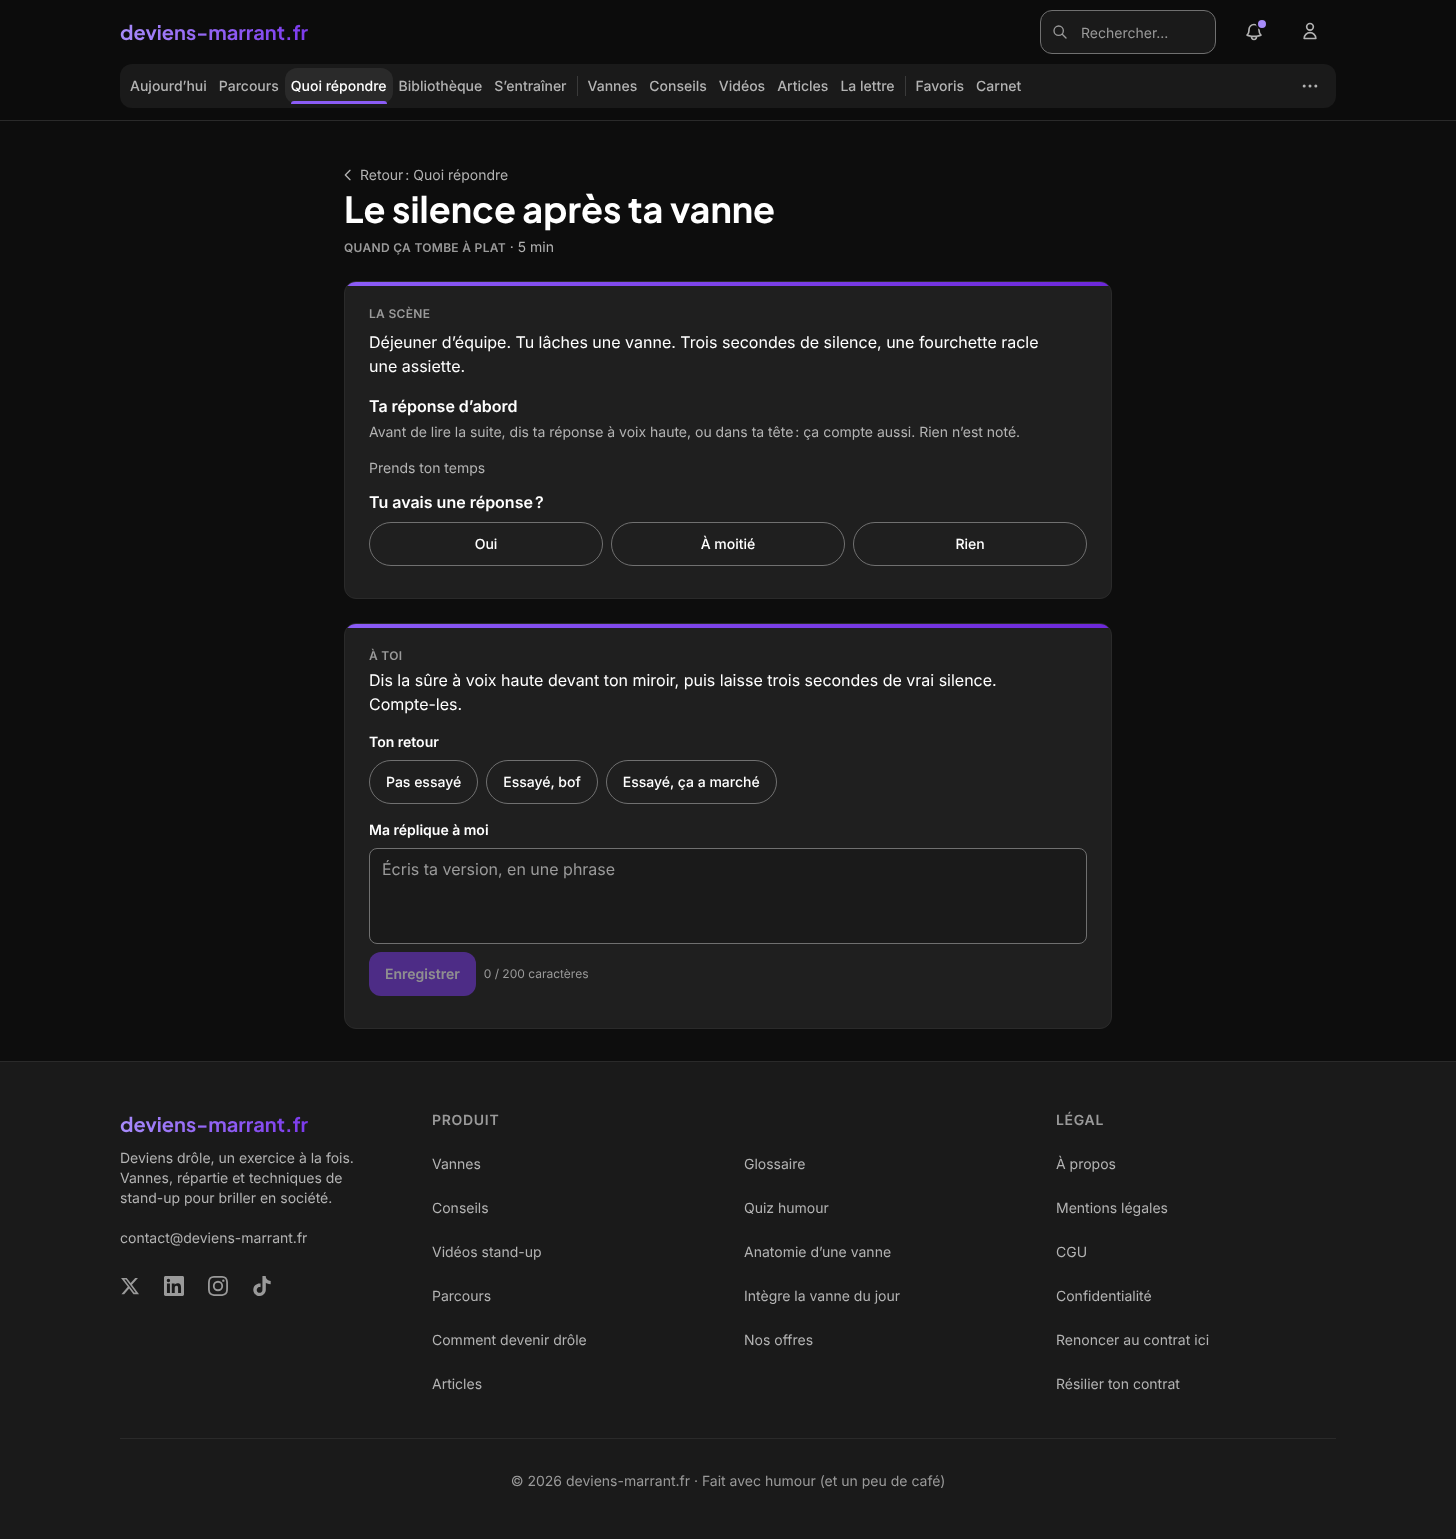 deviens-marrant.fr
Rechercher...
Aujourd’hui Parcours Quoi répondre Bibliothèque S’entraîner Vannes Conseils Vidéos Articles La lettre Favoris Carnet
Retour : Quoi répondre
Le silence après ta vanne
QUAND ÇA TOMBE À PLAT · 5 min
LA SCÈNE
Déjeuner d’équipe. Tu lâches une vanne. Trois secondes de silence, une fourchette racle
une assiette.
Ta réponse d’abord
Avant de lire la suite, dis ta réponse à voix haute, ou dans ta tête : ça compte aussi. Rien n’est noté.
Prends ton temps
Tu avais une réponse ?
Oui À moitié Rien
À TOI
Dis la sûre à voix haute devant ton miroir, puis laisse trois secondes de vrai silence.
Compte-les.
Ton retour
Pas essayé Essayé, bof Essayé, ça a marché
Ma réplique à moi
Écris ta version, en une phrase
Enregistrer 0 / 200 caractères
deviens-marrant.fr
Deviens drôle, un exercice à la fois.
Vannes, répartie et techniques de
stand-up pour briller en société.
contact@deviens-marrant.fr
PRODUIT
Vannes
Conseils
Vidéos stand-up
Parcours
Comment devenir drôle
Articles
Glossaire
Quiz humour
Anatomie d’une vanne
Intègre la vanne du jour
Nos offres
LÉGAL
À propos
Mentions légales
CGU
Confidentialité
Renoncer au contrat ici
Résilier ton contrat
© 2026 deviens-marrant.fr · Fait avec humour (et un peu de café)